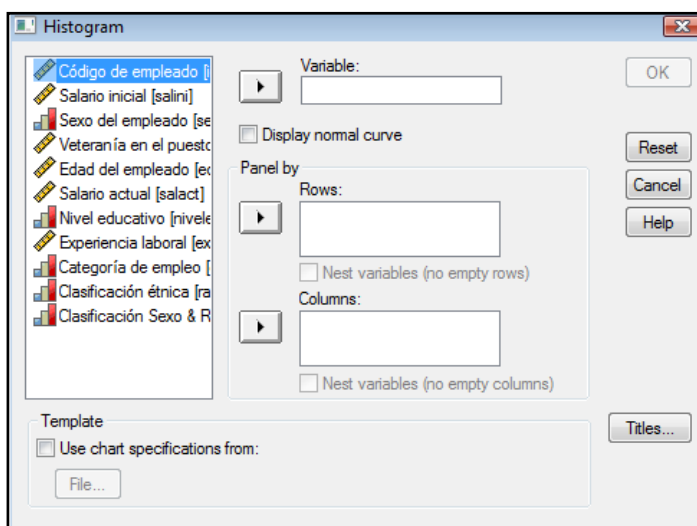 Histogram
Código de empleado [i
Salario inicial [salini]
Sexo del empleado [se
Veteranía en el puesto
Edad del empleado [ed
Salario actual [salact]
Nivel educativo [nivele
Experiencia laboral [ex
Categoría de empleo [
Clasificación étnica [ra
Clasificación Sexo & R
Variable:
Display normal curve
Panel by
Rows:
Nest variables (no empty rows)
Columns:
Nest variables (no empty columns)
OK
Reset
Cancel
Help
Titles...
Template
Use chart specifications from:
File...